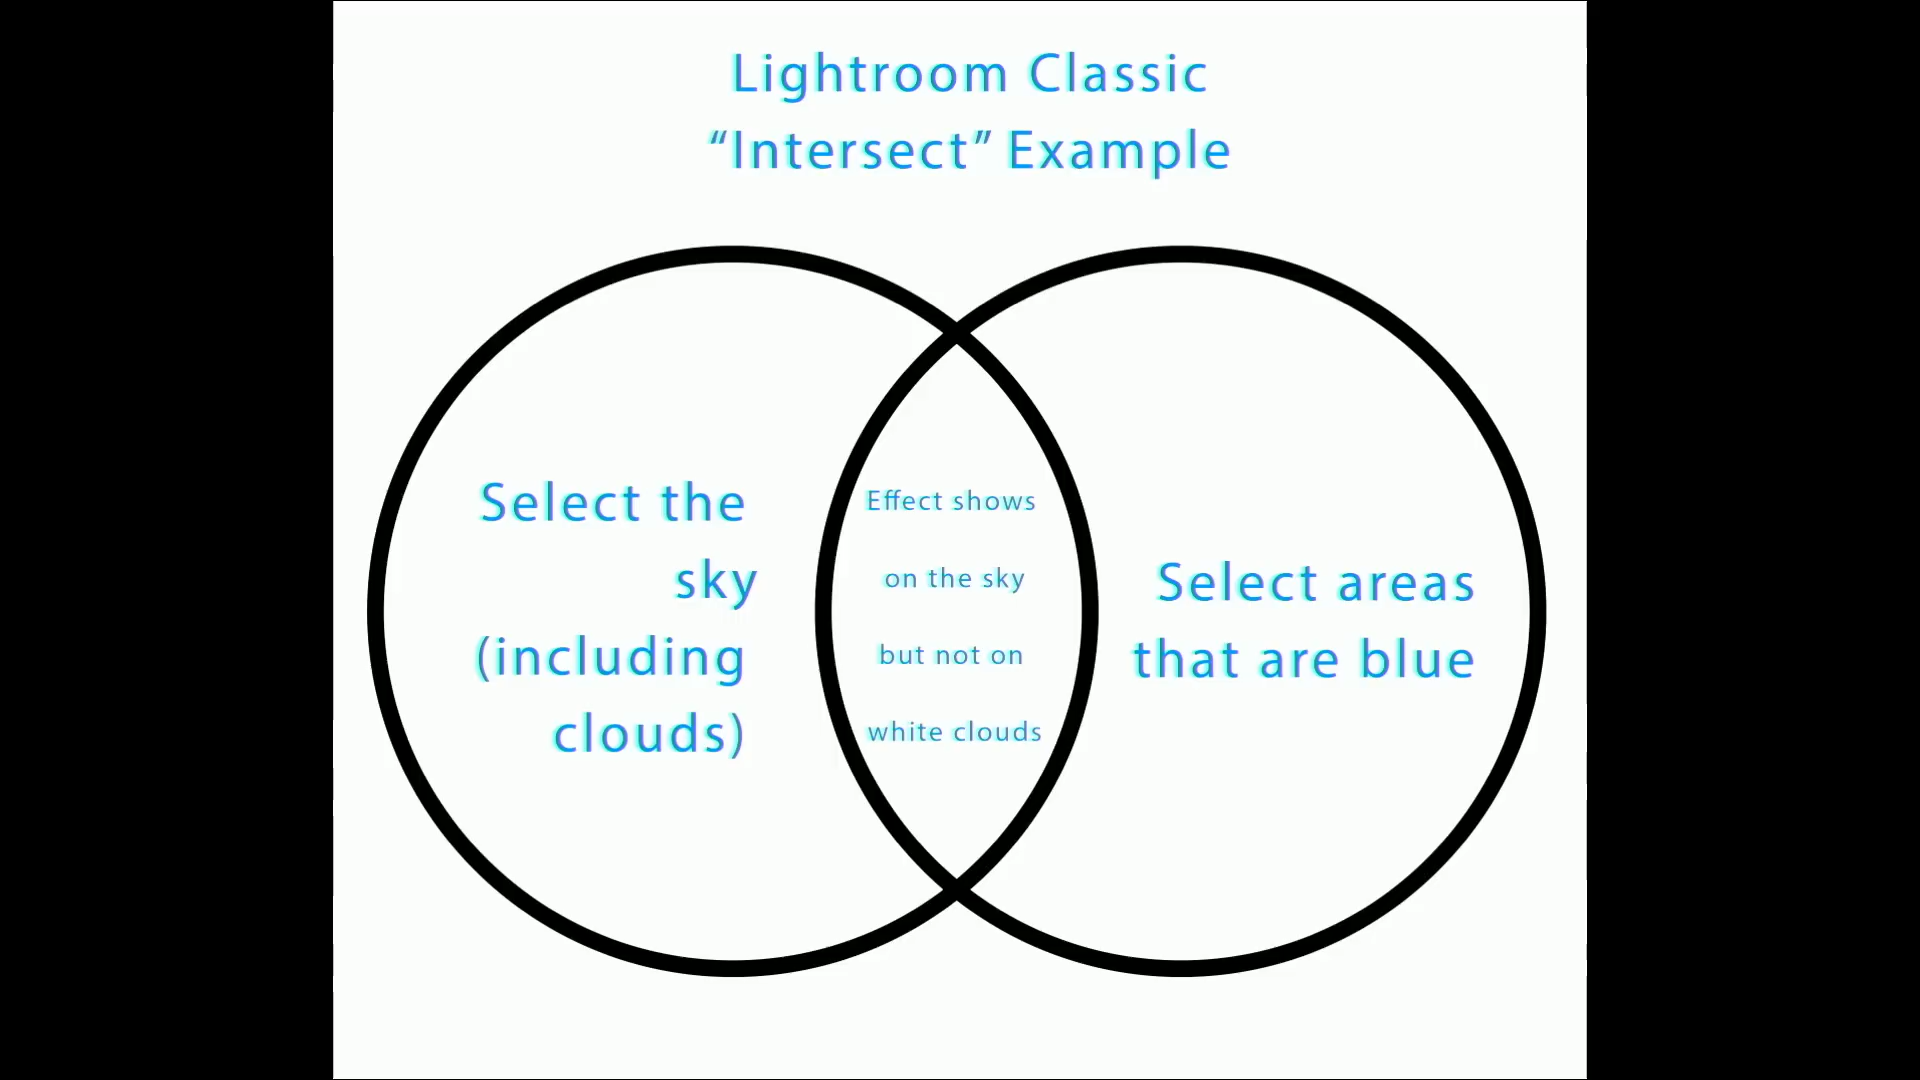 Lightroom Classic
“Intersect” Example
Select the
sky
(including
clouds)
Effect shows
on the sky
but not on
white clouds
Select areas
that are blue